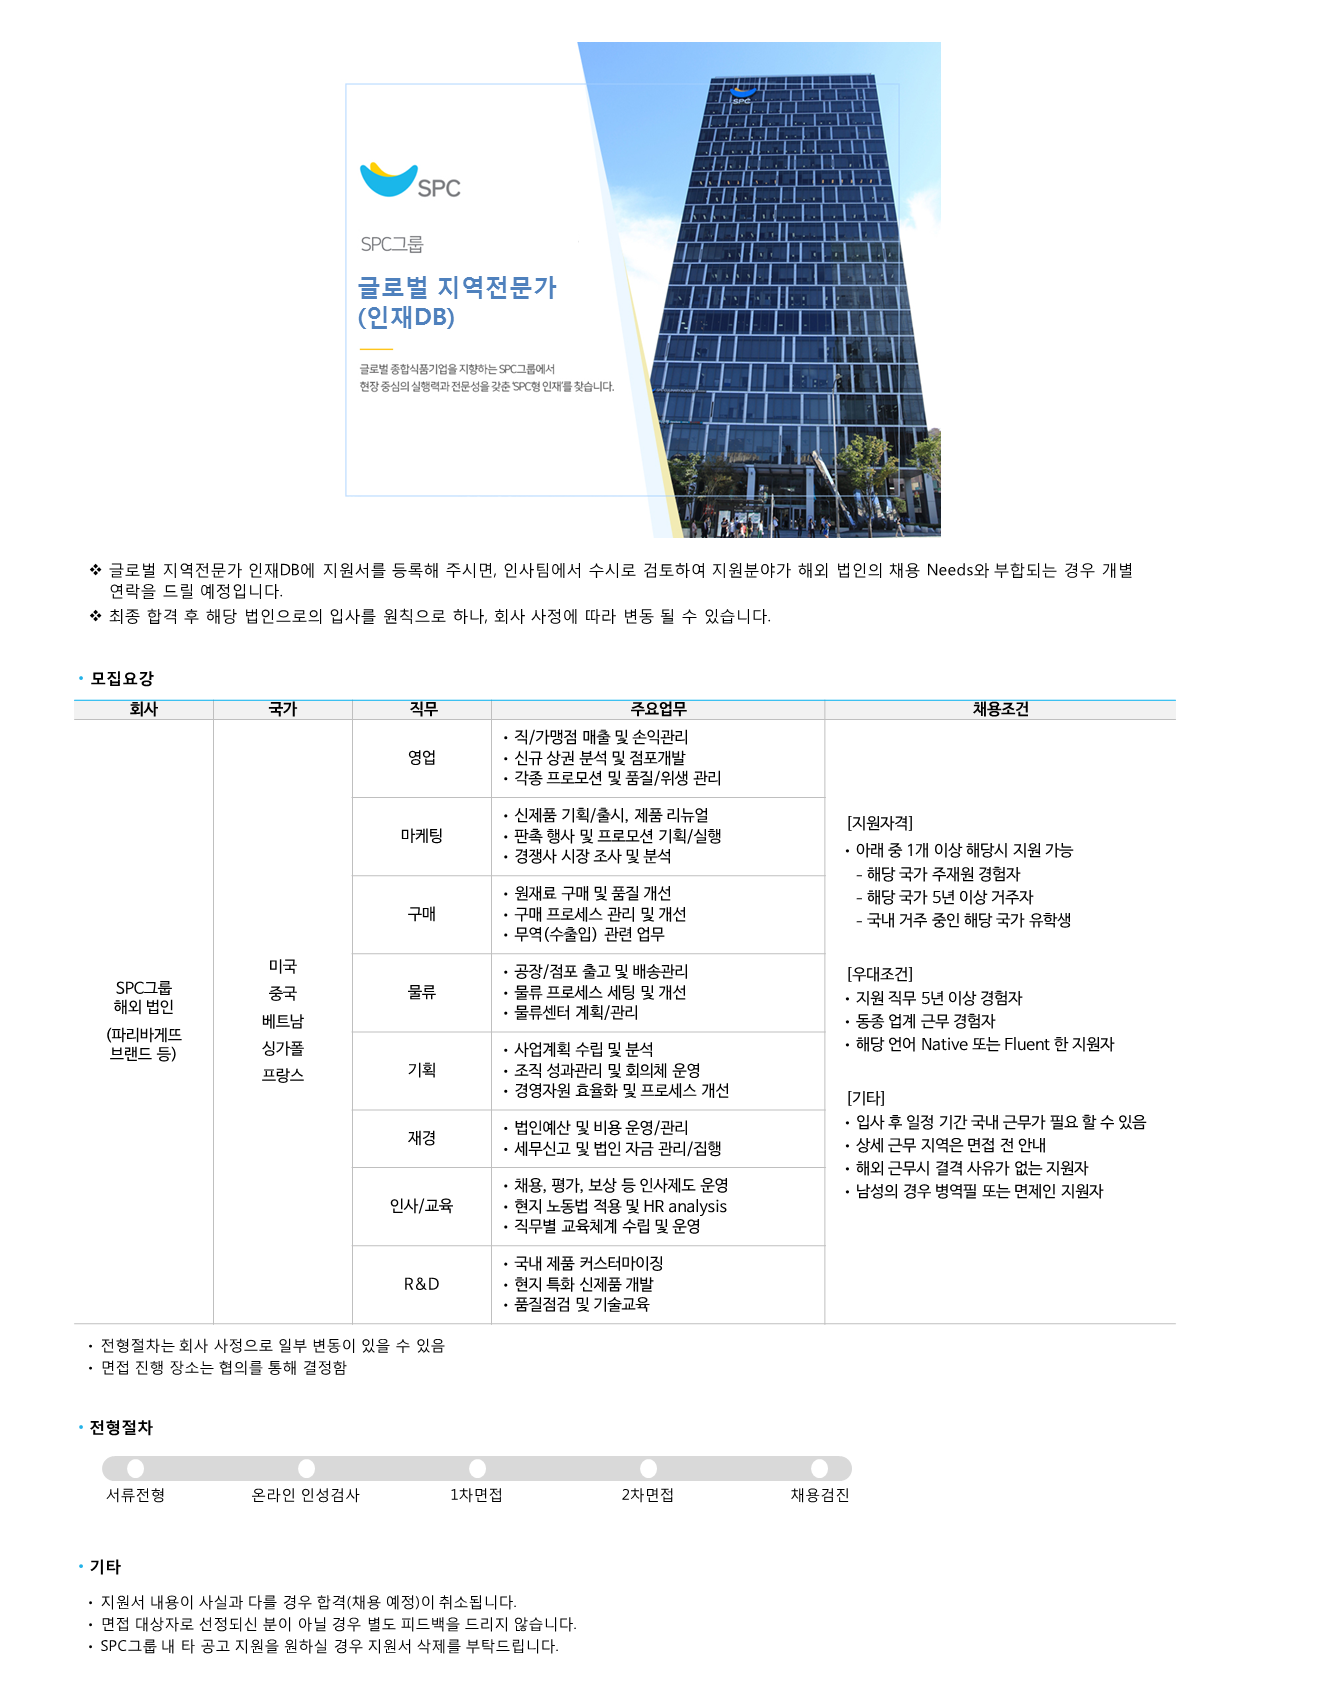 SPC
SPC
SPC그룹
글로벌 지역전문가
(인재DB)
글로벌 종합식품기업을 지향하는 SPC그룹에서
현장 중심의 실행력과 전문성을 갖춘 'SPC형 인재'를 찾습니다.
❖ 글로벌 지역전문가 인재DB에 지원서를 등록해 주시면, 인사팀에서 수시로 검토하여 지원분야가 해외 법인의 채용 Needs와 부합되는 경우 개별
연락을 드릴 예정입니다.
❖ 최종 합격 후 해당 법인으로의 입사를 원칙으로 하나, 회사 사정에 따라 변동 될 수 있습니다.
• 모집요강
회사 국가 직무 주요업무 채용조건
SPC그룹
해외 법인
(파리바게뜨
브랜드 등)
미국
중국
베트남
싱가폴
프랑스
영업
• 직/가맹점 매출 및 손익관리
• 신규 상권 분석 및 점포개발
• 각종 프로모션 및 품질/위생 관리
마케팅
• 신제품 기획/출시, 제품 리뉴얼
• 판촉 행사 및 프로모션 기획/실행
• 경쟁사 시장 조사 및 분석
구매
• 원재료 구매 및 품질 개선
• 구매 프로세스 관리 및 개선
• 무역(수출입) 관련 업무
물류
• 공장/점포 출고 및 배송관리
• 물류 프로세스 세팅 및 개선
• 물류센터 계획/관리
기획
• 사업계획 수립 및 분석
• 조직 성과관리 및 회의체 운영
• 경영자원 효율화 및 프로세스 개선
재경
• 법인예산 및 비용 운영/관리
• 세무신고 및 법인 자금 관리/집행
인사/교육
• 채용, 평가, 보상 등 인사제도 운영
• 현지 노동법 적용 및 HR analysis
• 직무별 교육체계 수립 및 운영
R&D
• 국내 제품 커스터마이징
• 현지 특화 신제품 개발
• 품질점검 및 기술교육
[지원자격]
• 아래 중 1개 이상 해당시 지원 가능
- 해당 국가 주재원 경험자
- 해당 국가 5년 이상 거주자
- 국내 거주 중인 해당 국가 유학생
[우대조건]
• 지원 직무 5년 이상 경험자
• 동종 업계 근무 경험자
• 해당 언어 Native 또는 Fluent 한 지원자
[기타]
• 입사 후 일정 기간 국내 근무가 필요 할 수 있음
• 상세 근무 지역은 면접 전 안내
• 해외 근무시 결격 사유가 없는 지원자
• 남성의 경우 병역필 또는 면제인 지원자
• 전형절차는 회사 사정으로 일부 변동이 있을 수 있음
• 면접 진행 장소는 협의를 통해 결정함
• 전형절차
서류전형 온라인 인성검사 1차면접 2차면접 채용검진
• 기타
• 지원서 내용이 사실과 다를 경우 합격(채용 예정)이 취소됩니다.
• 면접 대상자로 선정되신 분이 아닐 경우 별도 피드백을 드리지 않습니다.
• SPC그룹 내 타 공고 지원을 원하실 경우 지원서 삭제를 부탁드립니다.